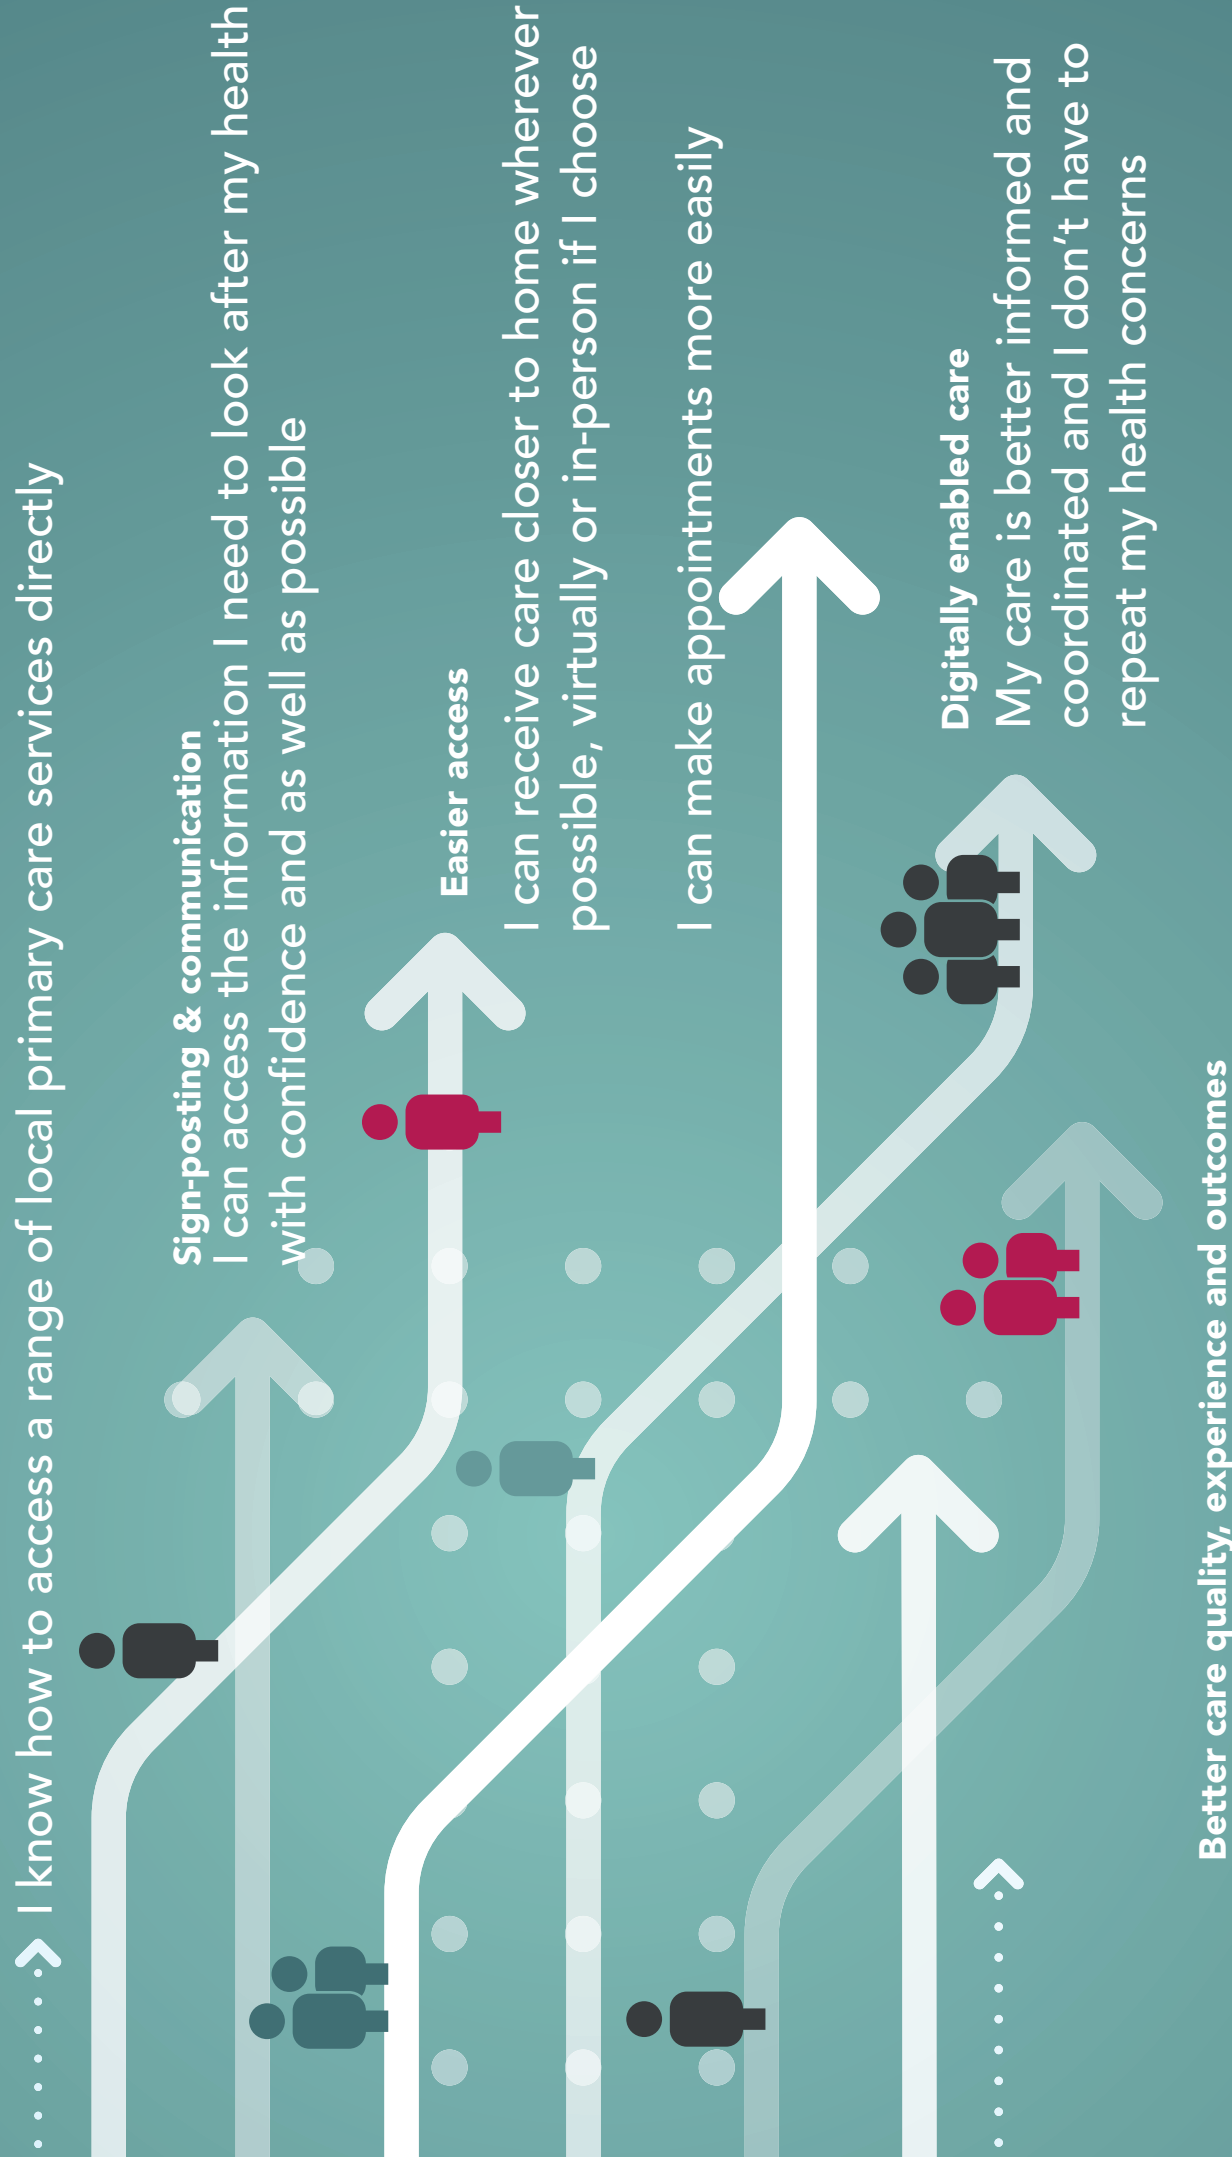 I know how to access a range of local primary care services directly
Sign-posting & communication
I can access the information I need to look after my health
with confidence and as well as possible
Easier access
I can receive care closer to home wherever
possible, virtually or in-person if I choose
I can make appointments more easily
Digitally enabled care
My care is better informed and
coordinated and I don’t have to
repeat my health concerns
Better care quality, experience and outcomes